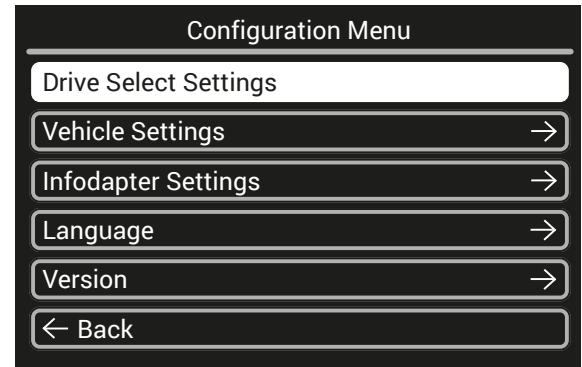 Configuration Menu
Drive Select Settings
Vehicle Settings
Infodapter Settings
Language
Version
Back